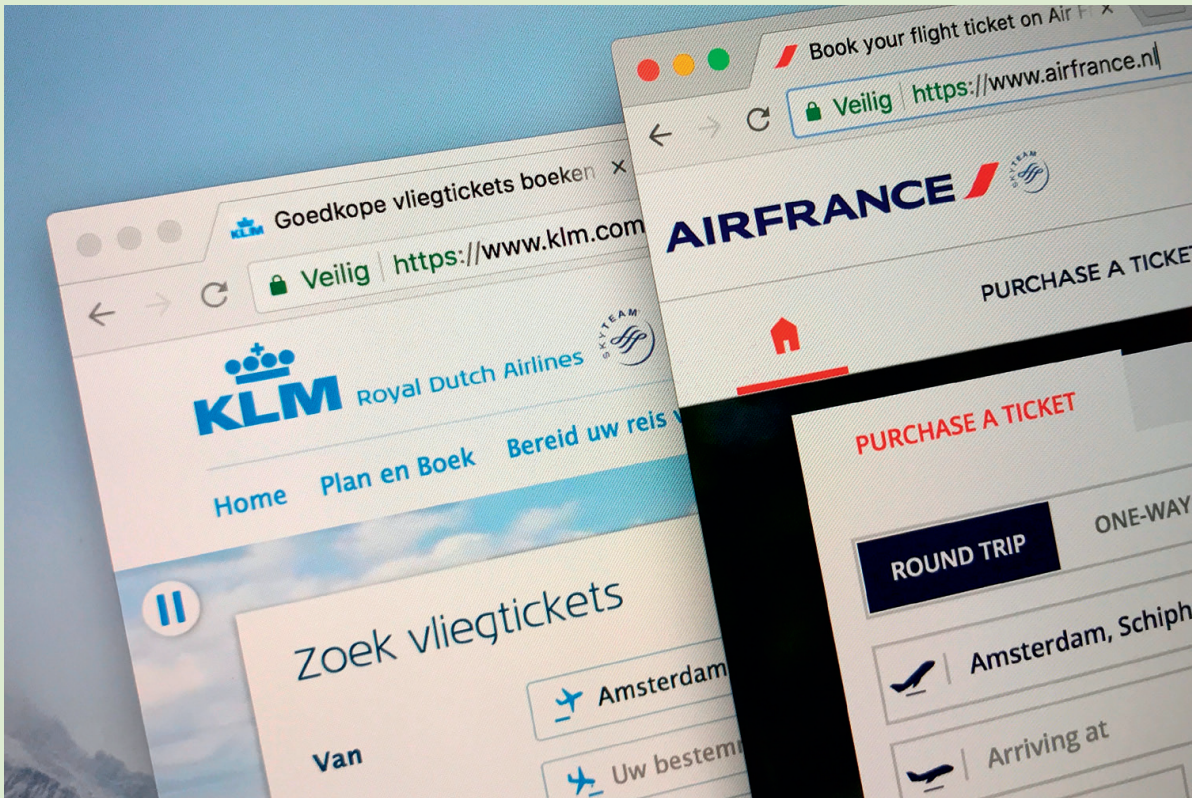 Goedkope vliegtickets boeken
Veilig https://www.klm.com
KLM Royal Dutch Airlines
SKYTEAM
Home Plan en Boek Bereid uw reis
Zoek vliegtickets
Van
Amsterdam
Uw bestem
Book your flight ticket on Air F
Veilig https://www.airfrance.nl
AIRFRANCE
SKYTEAM
PURCHASE A TICKET
PURCHASE A TICKET
ROUND TRIP ONE-WAY
Amsterdam, Schiph
Arriving at